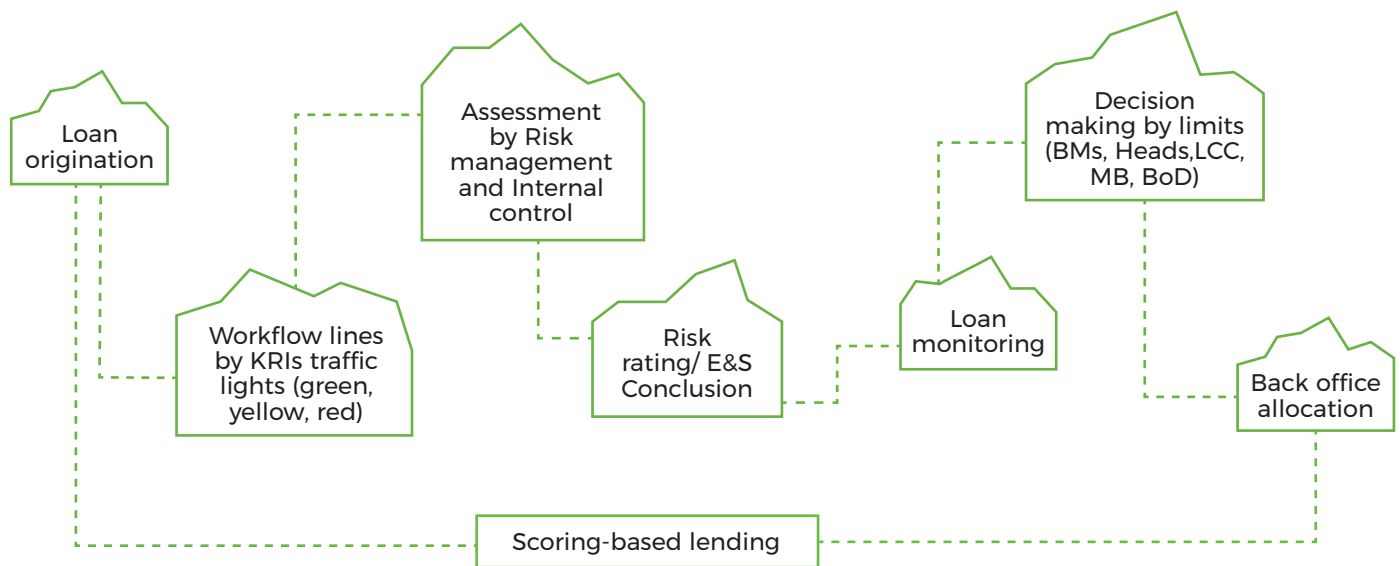 Loan
origination
Workflow lines
by KRIs traffic
lights (green,
yellow, red)
Assessment
by Risk
management
and Internal
control
Risk
rating/ E&S
Conclusion
Loan
monitoring
Decision
making by limits
(BMs, Heads,LCC,
MB, BoD)
Back office
allocation
Scoring-based lending